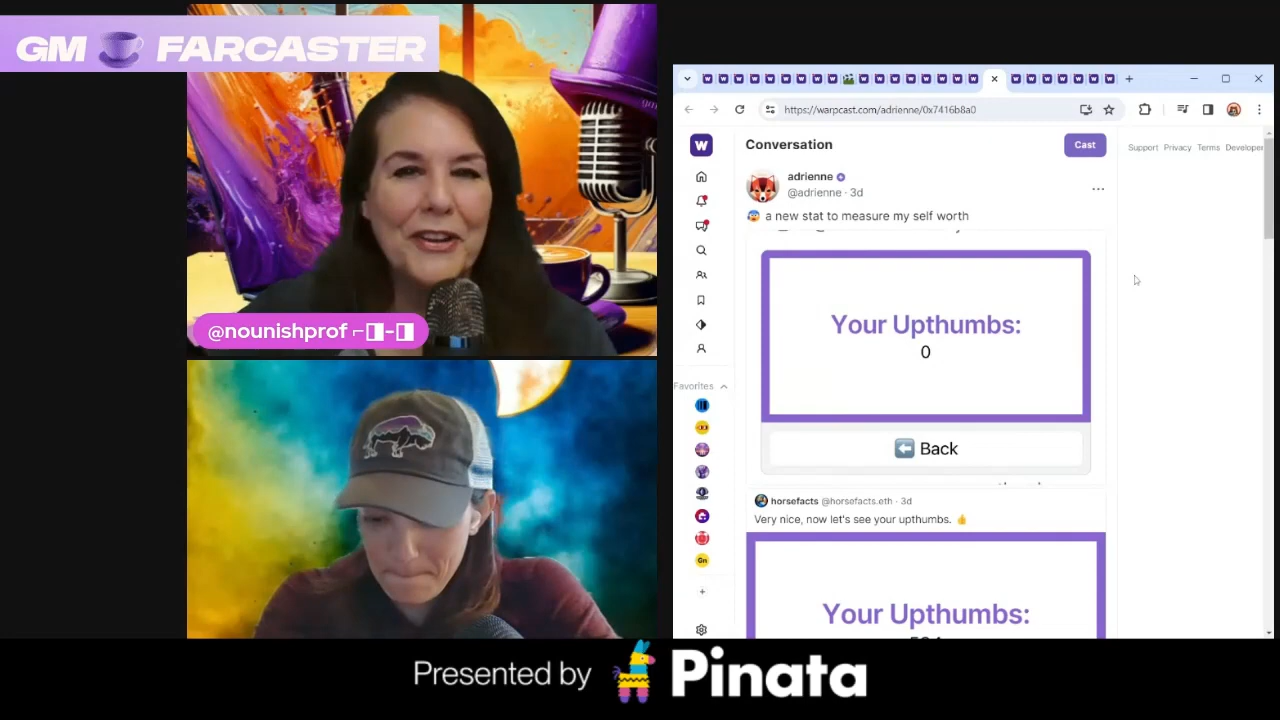 GM FARCASTER
@nounishprof ⌐◨-◨
https://warpcast.com/adrienne/0x7416b8a0
W
Conversation
Cast
Support Privacy Terms Developer
adrienne
@adrienne · 3d
😰 a new stat to measure my self worth
Your Upthumbs:
0
⬅️ Back
Favorites
Gn
horsefacts @horsefacts.eth · 3d
Very nice, now let's see your upthumbs. 👍
Your Upthumbs:
Presented by Pinata